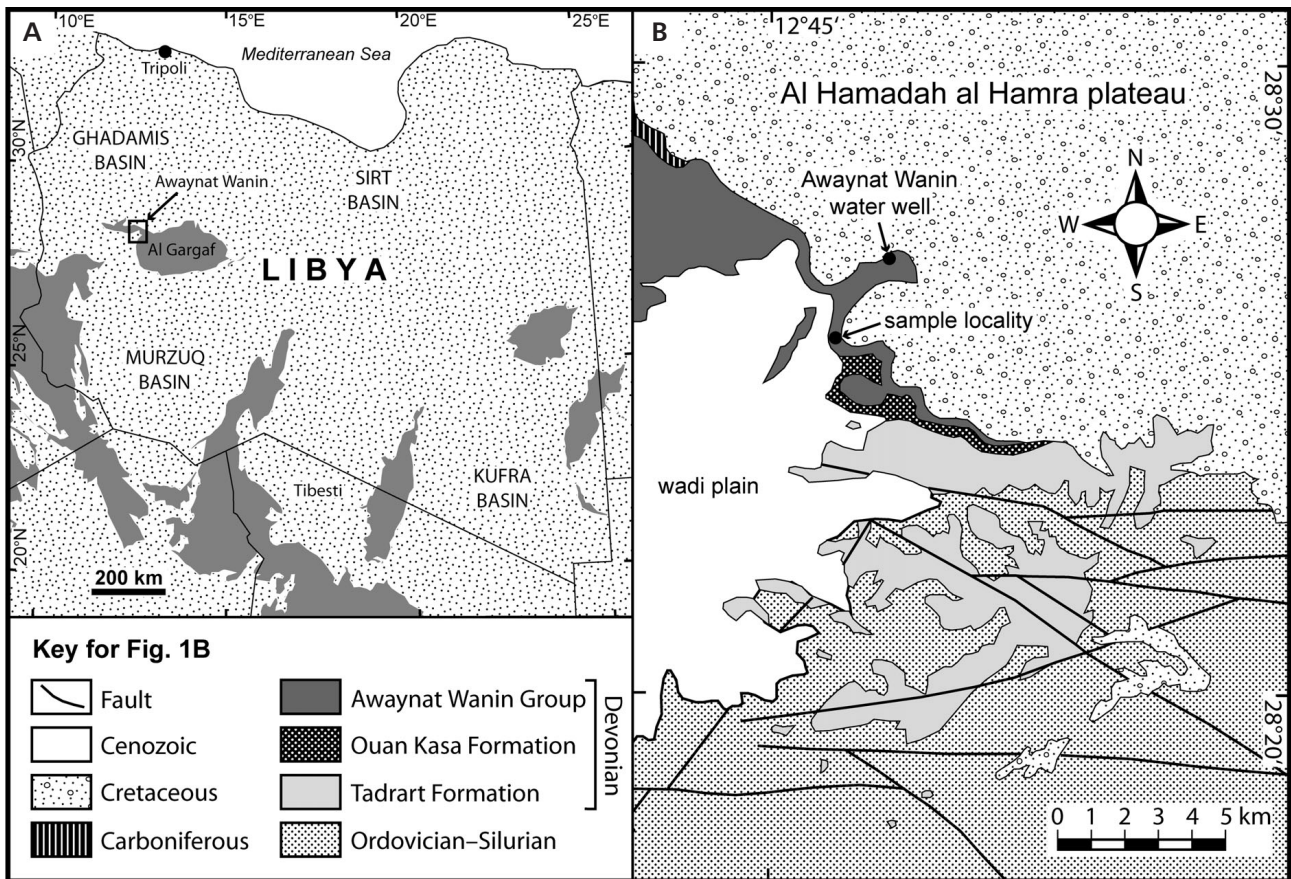 A
10°E
15°E
20°E
25°E
Mediterranean Sea
Tripoli
30°N
GHADAMIS
BASIN
Awaynat Wanin
SIRT
BASIN
Al Gargaf
LIBYA
25°N
MURZUQ
BASIN
KUFRA
BASIN
Tibesti
20°N
200 km
Key for Fig. 1B
Fault
Cenozoic
Cretaceous
Carboniferous
Awaynat Wanin Group
Ouan Kasa Formation
Tadrart Formation
Devonian
Ordovician–Silurian
B
12°45'
28°30'
Al Hamadah al Hamra plateau
N
W
E
S
Awaynat Wanin
water well
sample locality
wadi plain
28°20'
0 1 2 3 4 5 km